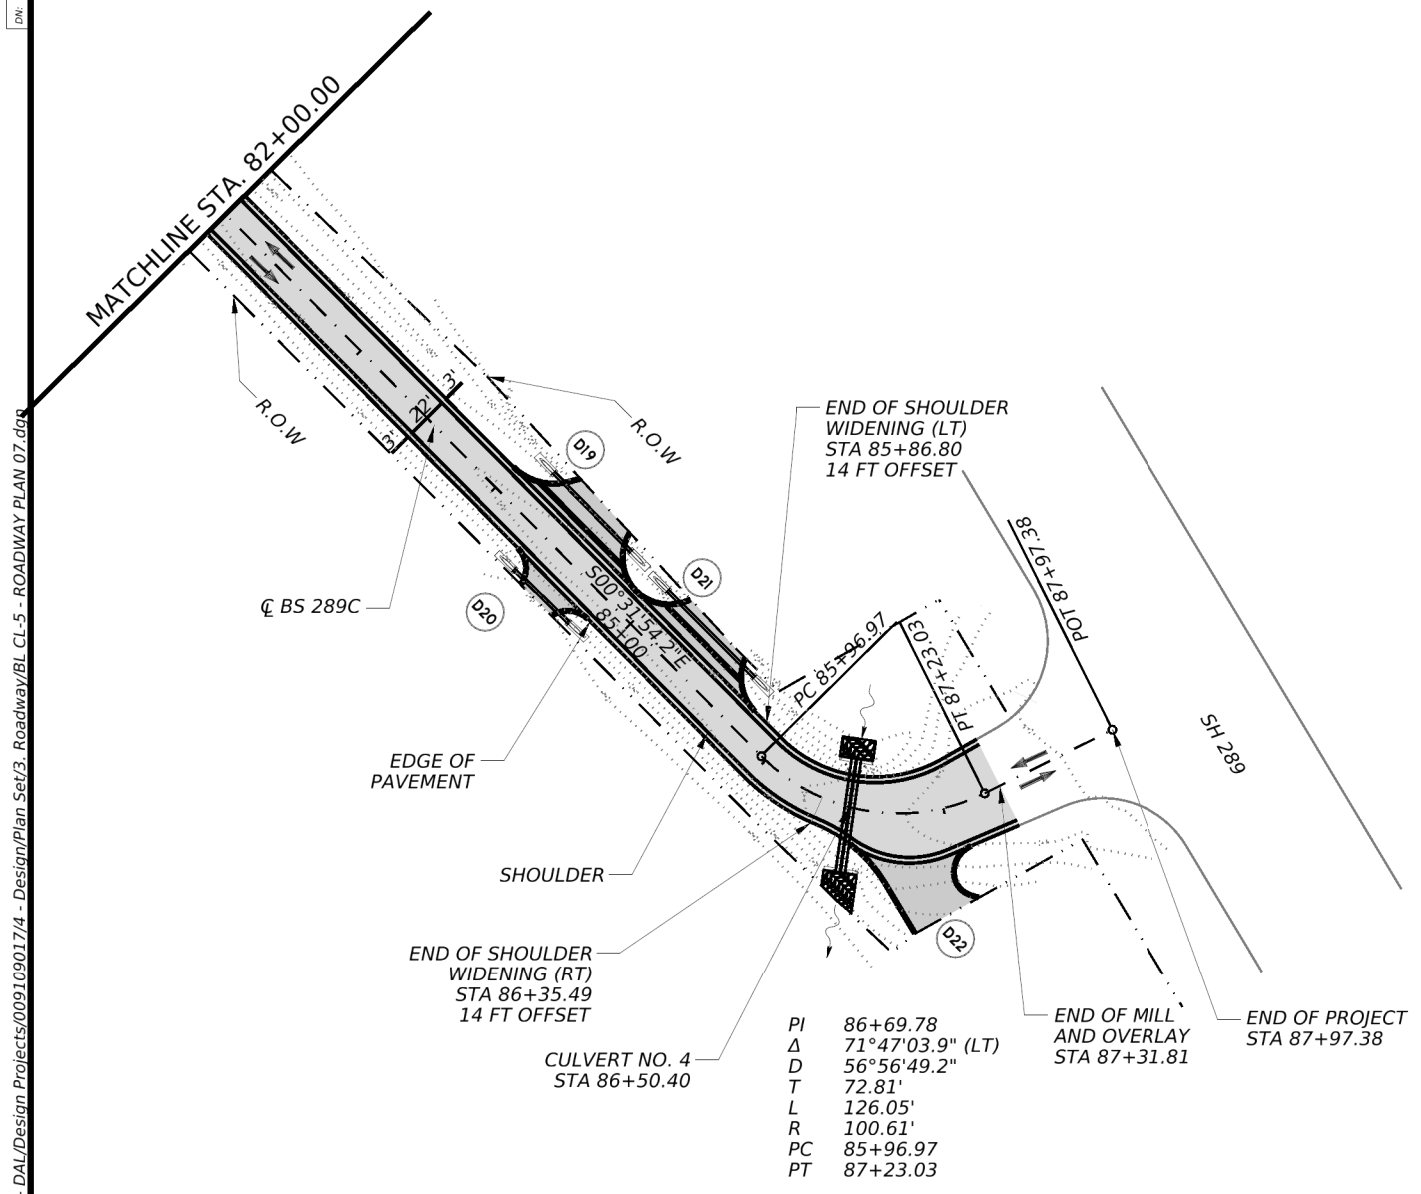 DN:
MATCHLINE STA. 82+00.00
R.O.W
3'
22'
3'
R.O.W
D19
END OF SHOULDER
WIDENING (LT)
STA 85+86.80
14 FT OFFSET
D21
D20
℄ BS 289C
S00°31'54.2"E
85+00
PC 85+96.97
PT 87+23.03
POT 87+97.38
SH 289
EDGE OF
PAVEMENT
SHOULDER
D22
END OF SHOULDER
WIDENING (RT)
STA 86+35.49
14 FT OFFSET
CULVERT NO. 4
STA 86+50.40
END OF MILL
AND OVERLAY
STA 87+31.81
END OF PROJECT
STA 87+97.38
PI 86+69.78
Δ 71°47'03.9" (LT)
D 56°56'49.2"
T 72.81'
L 126.05'
R 100.61'
PC 85+96.97
PT 87+23.03
- DAL/Design Projects/009109017/4 - Design/Plan Set/3. Roadway/BL CL-5 - ROADWAY PLAN 07.dgn